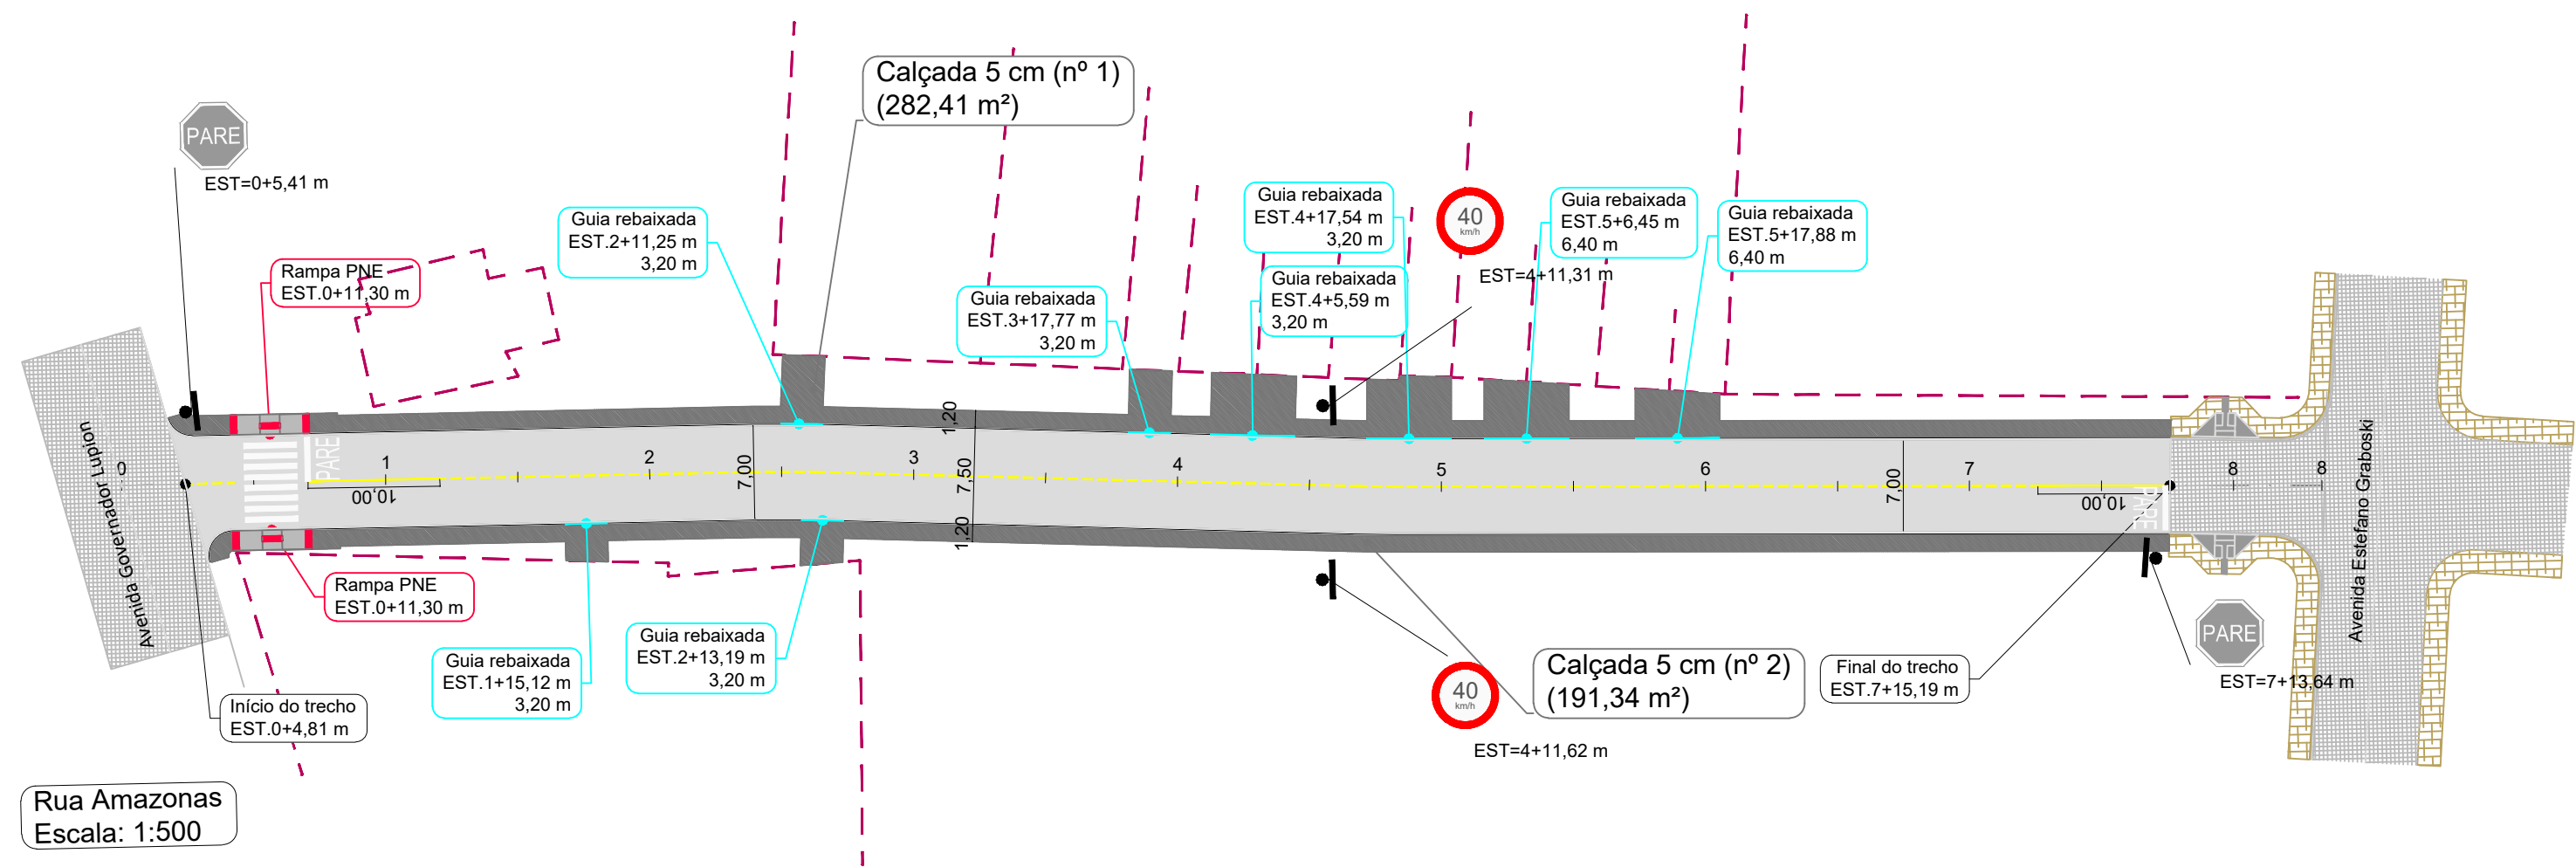 Calçada 5 cm (nº 1)
(282,41 m²)
PARE
EST=0+5,41 m
Rampa PNE
EST.0+11,30 m
Guia rebaixada
EST.2+11,25 m
3,20 m
Guia rebaixada
EST.3+17,77 m
3,20 m
Guia rebaixada
EST.4+17,54 m
3,20 m
Guia rebaixada
EST.4+5,59 m
3,20 m
40
km/h
EST=4+11,31 m
Guia rebaixada
EST.5+6,45 m
6,40 m
Guia rebaixada
EST.5+17,88 m
6,40 m
Avenida Governador Lupion
0
PARE
1
10,00
2
7,00
3
1,20
7,50
1,20
4
5
6
7,00
7
10,00
PARE
8
8
Avenida Estefano Graboski
Rampa PNE
EST.0+11,30 m
Guia rebaixada
EST.1+15,12 m
3,20 m
Guia rebaixada
EST.2+13,19 m
3,20 m
Início do trecho
EST.0+4,81 m
40
km/h
EST=4+11,62 m
Calçada 5 cm (nº 2)
(191,34 m²)
Final do trecho
EST.7+15,19 m
PARE
EST=7+13,64 m
Rua Amazonas
Escala: 1:500